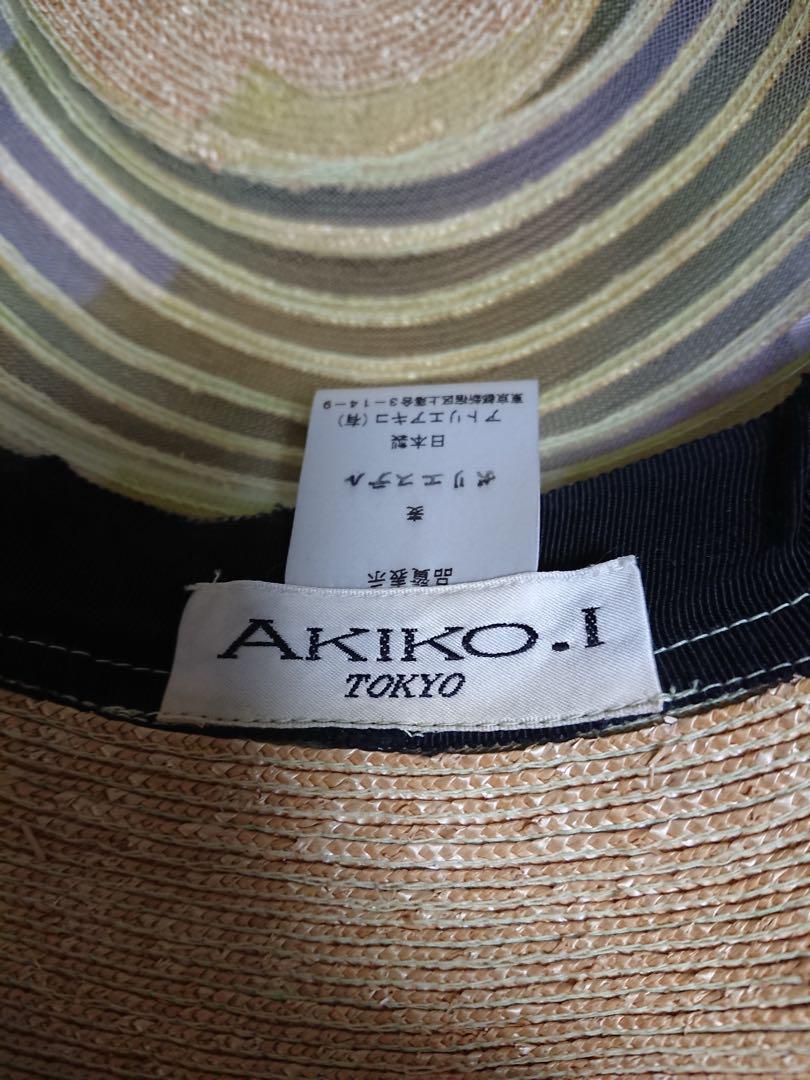 品質表示
麦
ポリエステル
日本製
アトリエアキコ(有)
東京都新宿区上落合3-14-9
AKIKO.I
TOKYO